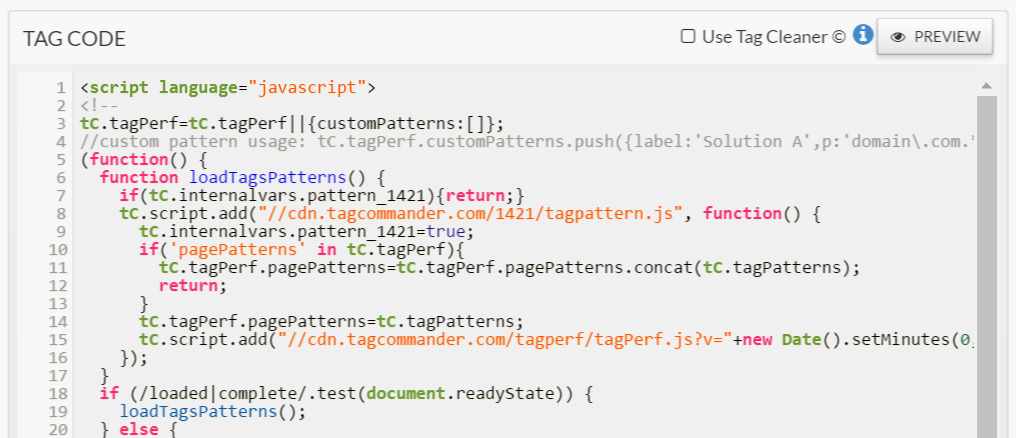 TAG CODE
Use Tag Cleaner ©
PREVIEW
1 <script language="javascript">
2 <!--
3 tC.tagPerf=tC.tagPerf||{customPatterns:[]};
4 //custom pattern usage: tC.tagPerf.customPatterns.push({label:'Solution A',p:'domain\.com.*
5 (function() {
6   function loadTagsPatterns() {
7     if(tC.internalvars.pattern_1421){return;}
8     tC.script.add("//cdn.tagcommander.com/1421/tagpattern.js", function() {
9       tC.internalvars.pattern_1421=true;
10       if('pagePatterns' in tC.tagPerf){
11         tC.tagPerf.pagePatterns=tC.tagPerf.pagePatterns.concat(tC.tagPatterns);
12         return;
13       }
14       tC.tagPerf.pagePatterns=tC.tagPatterns;
15       tC.script.add("//cdn.tagcommander.com/tagperf/tagPerf.js?v="+new Date().setMinutes(0,
16     });
17   }
18   if (/loaded|complete/.test(document.readyState)) {
19     loadTagsPatterns();
20   } else {